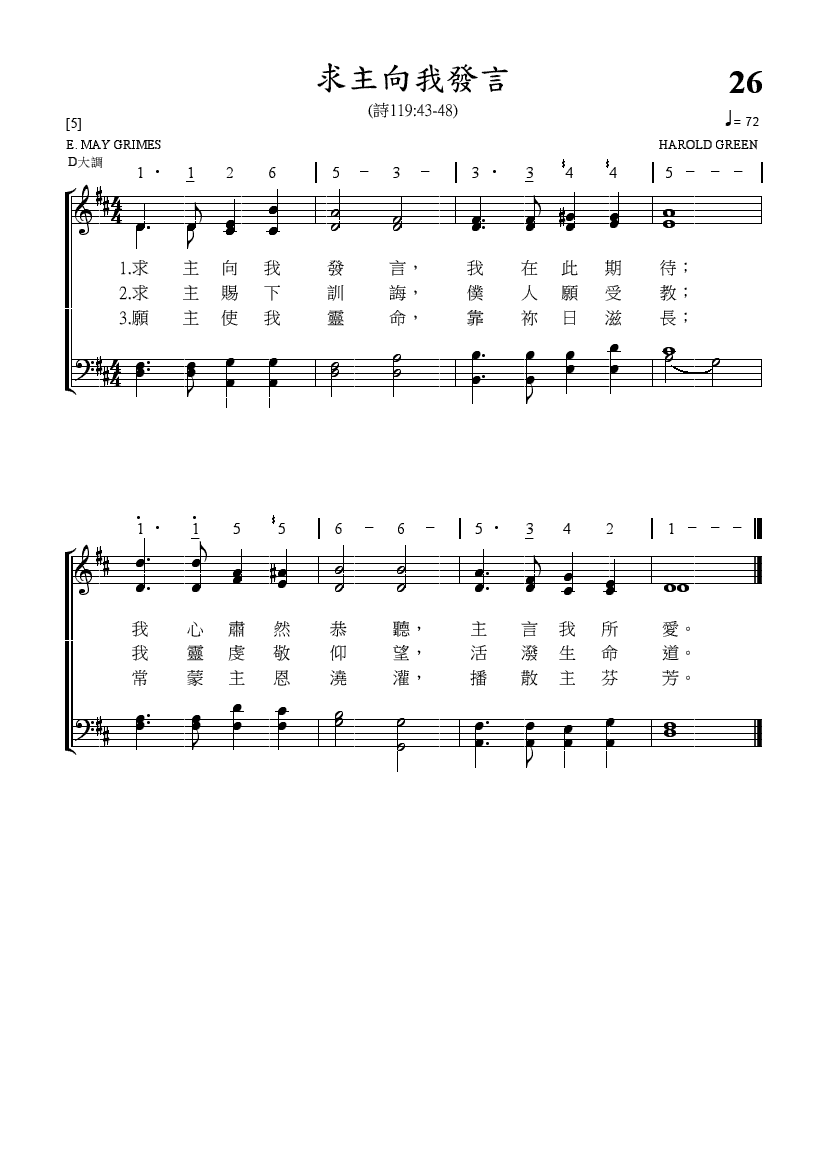 求主向我發言
26
(詩119:43-48)
[5]
♩= 72
E. MAY GRIMES
HAROLD GREEN
D大調
1 · 1 2 6 | 5 – 3 – | 3 · 3 4 4 | 5 – – – |
1.求 主 向 我 發 言， 我 在 此 期 待；
2.求 主 賜 下 訓 誨， 僕 人 願 受 教；
3.願 主 使 我 靈 命， 靠 祢 日 滋 長；
1 · 1 5 5 | 6 – 6 – | 5 · 3 4 2 | 1 – – –
我 心 肅 然 恭 聽， 主 言 我 所 愛。
我 靈 虔 敬 仰 望， 活 潑 生 命 道。
常 蒙 主 恩 澆 灌， 播 散 主 芬 芳。